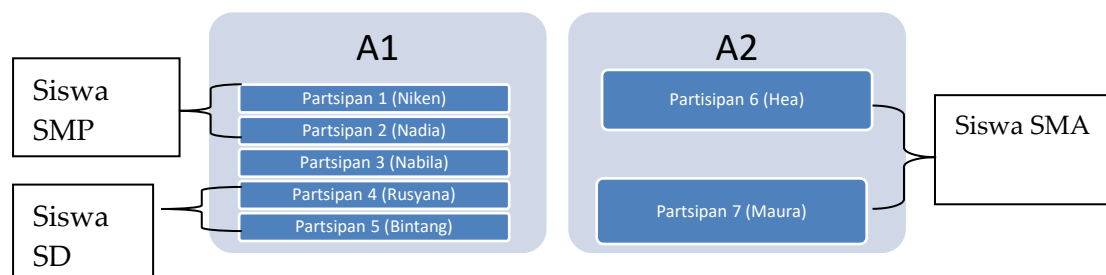 A1
A2
Siswa
SMP
Partsipan 1 (Niken)
Partsipan 2 (Nadia)
Partsipan 3 (Nabila)
Partsipan 4 (Rusyana)
Partsipan 5 (Bintang)
Siswa
SD
Partisipan 6 (Hea)
Partsipan 7 (Maura)
Siswa SMA